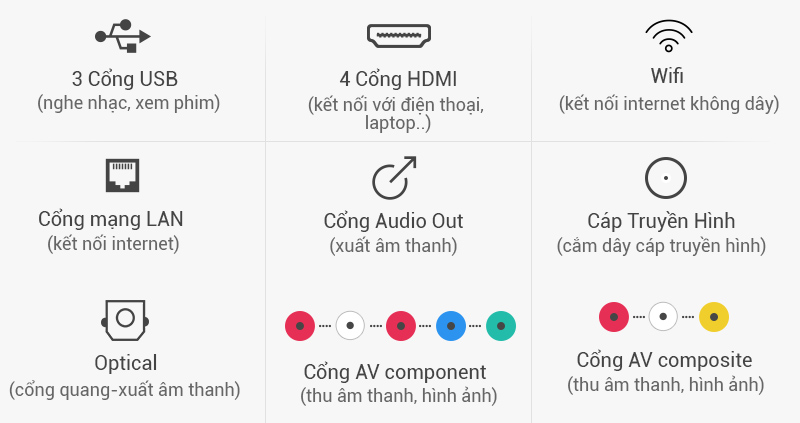 3 Cổng USB
(nghe nhạc, xem phim)
4 Cổng HDMI
(kết nối với điện thoại,
laptop..)
Wifi
(kết nối internet không dây)
Cổng mạng LAN
(kết nối internet)
Cổng Audio Out
(xuất âm thanh)
Cáp Truyền Hình
(cắm dây cáp truyền hình)
Optical
(cổng quang-xuất âm thanh)
Cổng AV component
(thu âm thanh, hình ảnh)
Cổng AV composite
(thu âm thanh, hình ảnh)